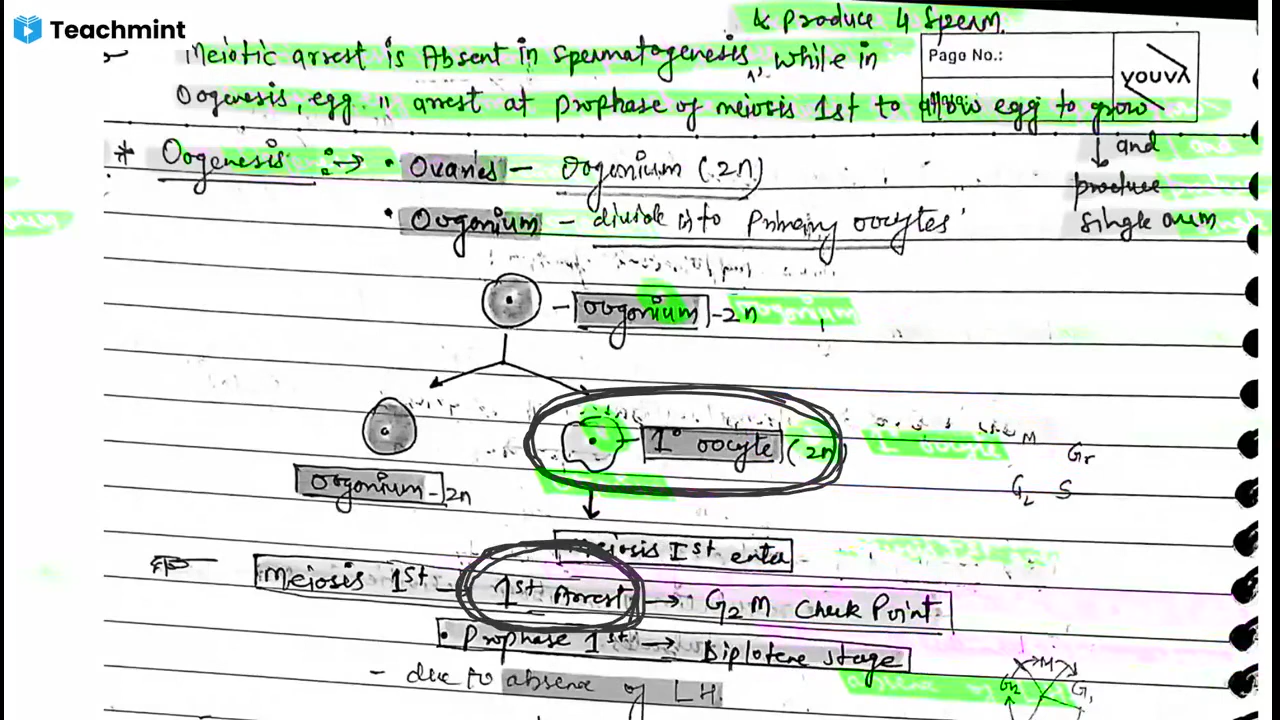 Teachmint
& produce 4 sperm.
Meiotic arrest is Absent in spermatogenesis, while in
Page No.:
youva
Oogenesis, egg " arrest at prophase of meiosis 1st to allow egg to grow
and
produce
single ovum
* Oogenesis :→ • Ovaries – Oogonium (2n)
• Oogonium – divide into Primary oocytes
– Oogonium – 2n
1° oocyte (2n)
Oogonium – 2n
M
Gr
G2 S
Meiosis Ist enter
Meiosis 1st – 1st Arrest → G2 M Check Point
• Prophase 1st → Diplotene stage
– due to absence of LH.
G2 → M → G1